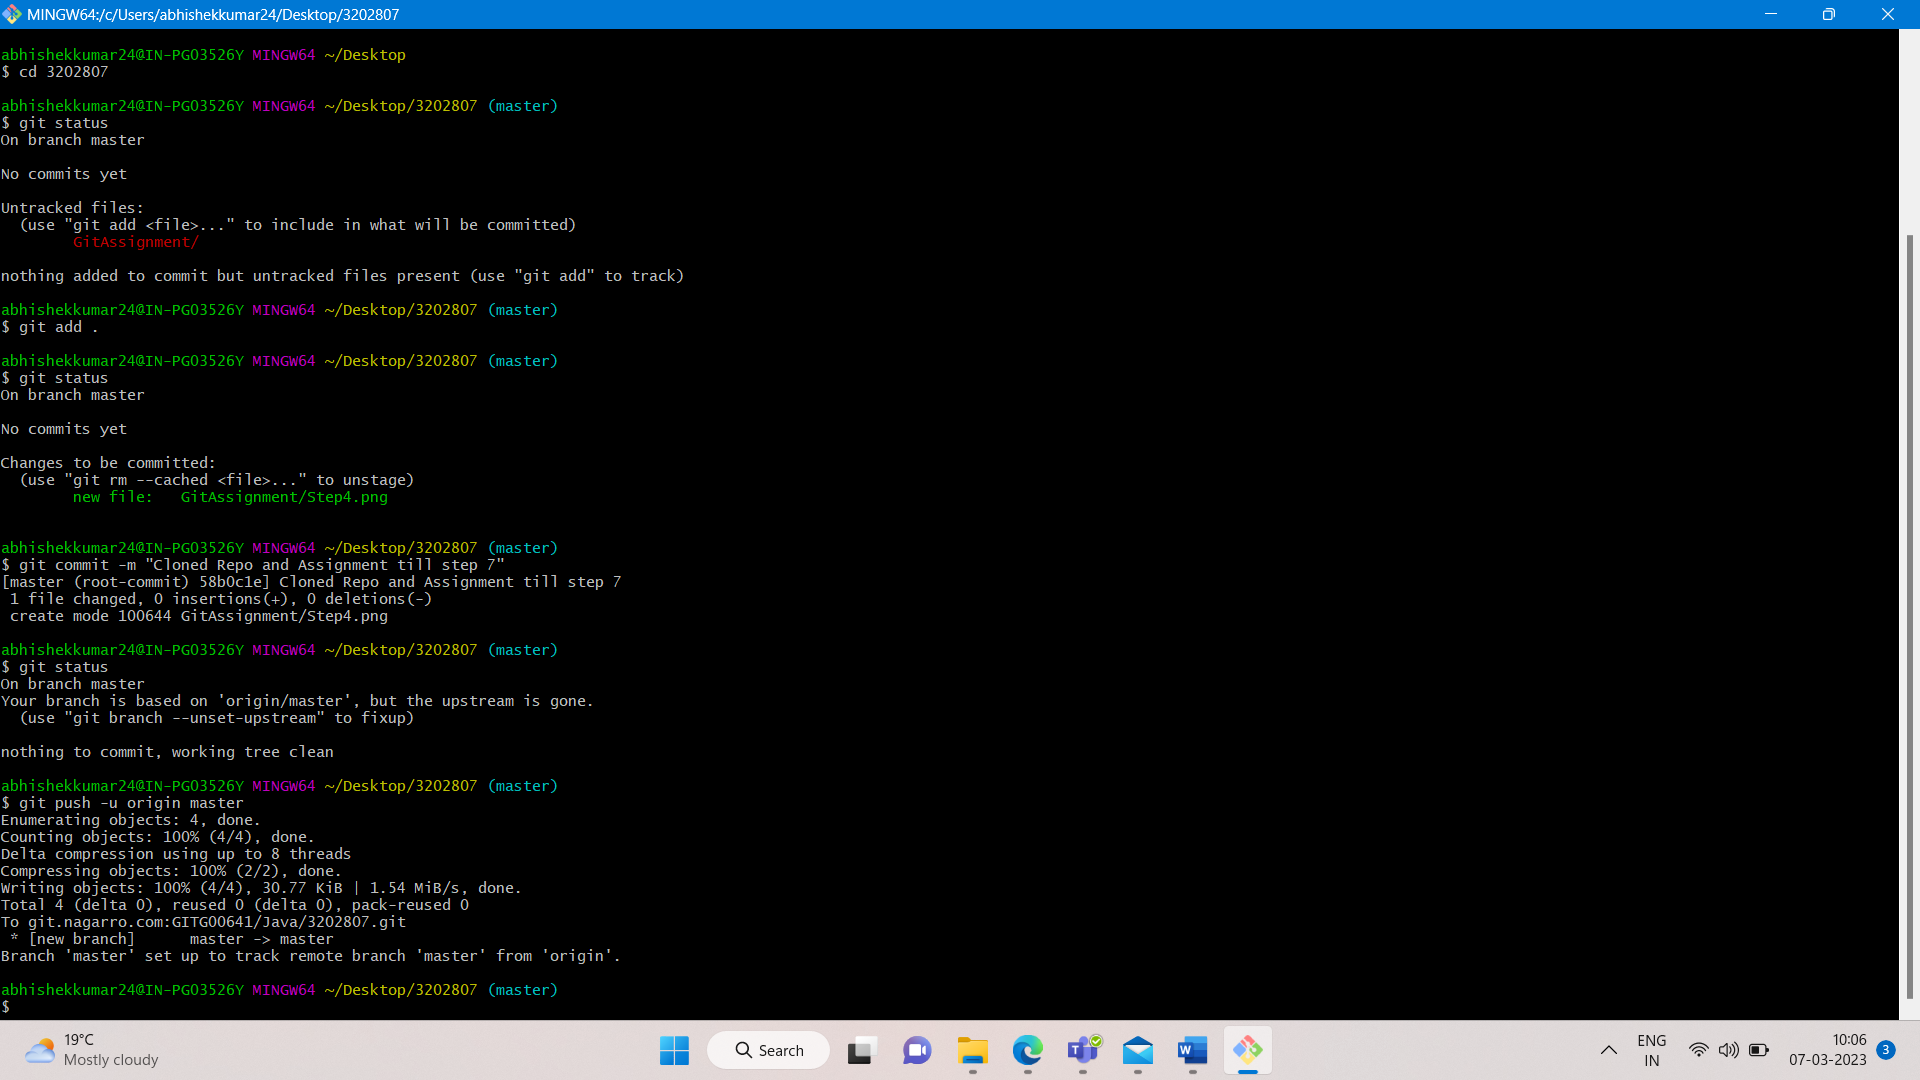 MINGW64:/c/Users/abhishekkumar24/Desktop/3202807
abhishekkumar24@IN-PG03526Y MINGW64 ~/Desktop
$ cd 3202807
abhishekkumar24@IN-PG03526Y MINGW64 ~/Desktop/3202807 (master)
$ git status
On branch master
No commits yet
Untracked files:
  (use "git add <file>..." to include in what will be committed)
        GitAssignment/
nothing added to commit but untracked files present (use "git add" to track)
abhishekkumar24@IN-PG03526Y MINGW64 ~/Desktop/3202807 (master)
$ git add .
abhishekkumar24@IN-PG03526Y MINGW64 ~/Desktop/3202807 (master)
$ git status
On branch master
No commits yet
Changes to be committed:
  (use "git rm --cached <file>..." to unstage)
        new file:   GitAssignment/Step4.png
abhishekkumar24@IN-PG03526Y MINGW64 ~/Desktop/3202807 (master)
$ git commit -m "Cloned Repo and Assignment till step 7"
[master (root-commit) 58b0c1e] Cloned Repo and Assignment till step 7
 1 file changed, 0 insertions(+), 0 deletions(-)
 create mode 100644 GitAssignment/Step4.png
abhishekkumar24@IN-PG03526Y MINGW64 ~/Desktop/3202807 (master)
$ git status
On branch master
Your branch is based on 'origin/master', but the upstream is gone.
  (use "git branch --unset-upstream" to fixup)
nothing to commit, working tree clean
abhishekkumar24@IN-PG03526Y MINGW64 ~/Desktop/3202807 (master)
$ git push -u origin master
Enumerating objects: 4, done.
Counting objects: 100% (4/4), done.
Delta compression using up to 8 threads
Compressing objects: 100% (2/2), done.
Writing objects: 100% (4/4), 30.77 KiB | 1.54 MiB/s, done.
Total 4 (delta 0), reused 0 (delta 0), pack-reused 0
To git.nagarro.com:GITG00641/Java/3202807.git
 * [new branch]      master -> master
Branch 'master' set up to track remote branch 'master' from 'origin'.
abhishekkumar24@IN-PG03526Y MINGW64 ~/Desktop/3202807 (master)
$
19°C
Mostly cloudy
Search
ENG
IN
10:06
07-03-2023
3